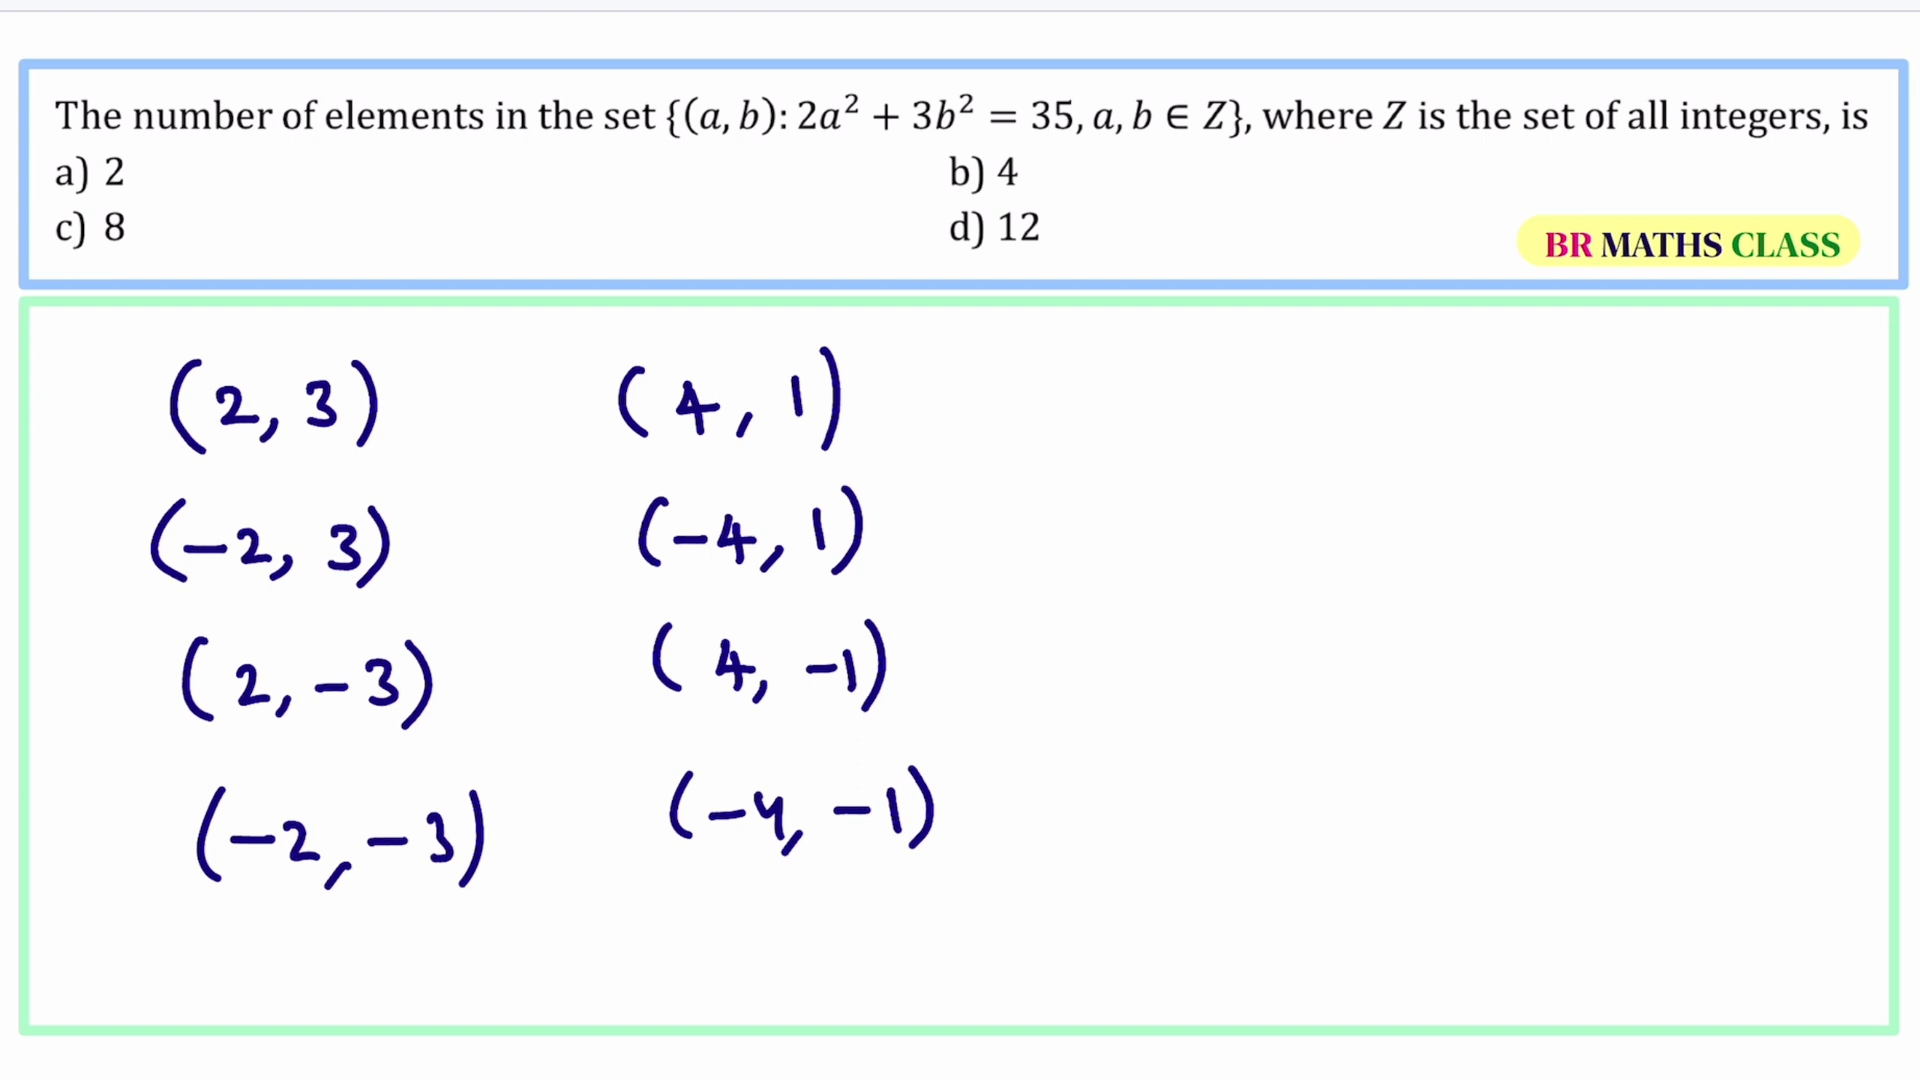 The number of elements in the set {(a, b): 2a² + 3b² = 35, a, b ∈ Z}, where Z is the set of all integers, is
a) 2 b) 4
c) 8 d) 12
BR MATHS CLASS
(2, 3) (4, 1)
(-2, 3) (-4, 1)
(2, -3) (4, -1)
(-2, -3) (-4, -1)